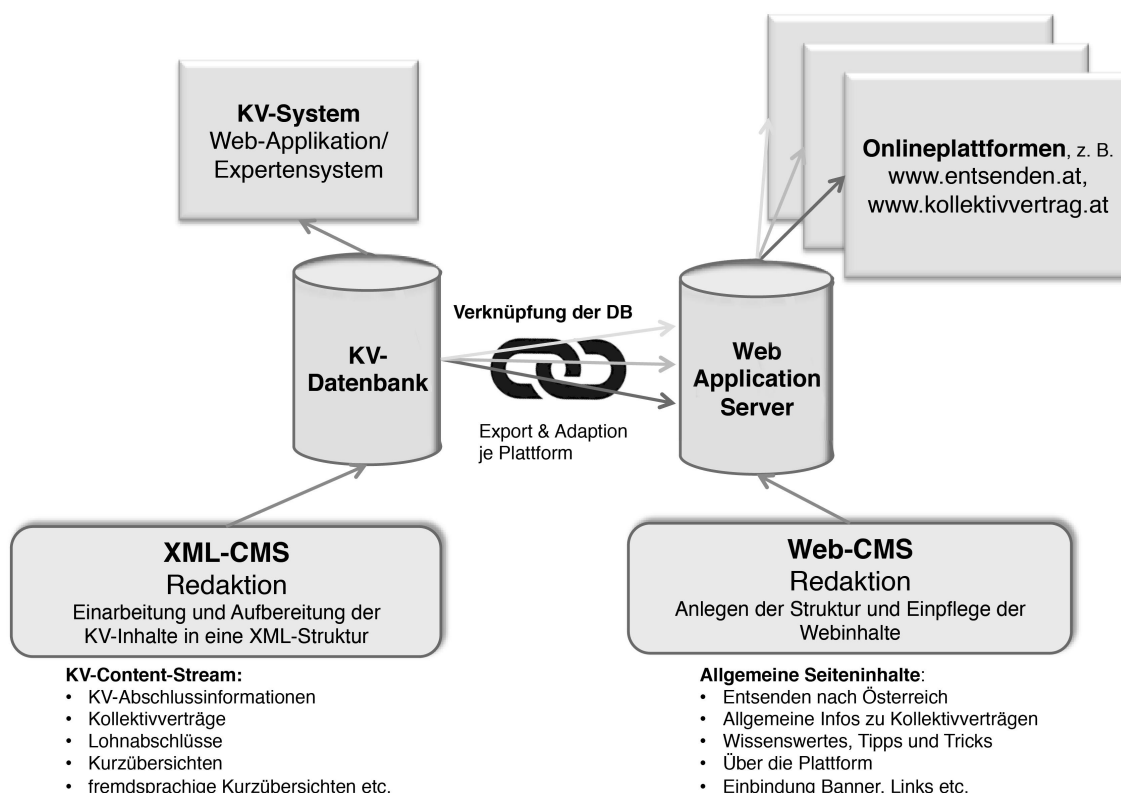 KV-System
Web-Applikation/
Expertensystem
Onlineplattformen, z. B.
www.entsenden.at,
www.kollektivvertrag.at
Verknüpfung der DB
KV-
Datenbank
Web
Application
Server
Export & Adaption
je Plattform
XML-CMS
Redaktion
Einarbeitung und Aufbereitung der
KV-Inhalte in eine XML-Struktur
Web-CMS
Redaktion
Anlegen der Struktur und Einpflege der
Webinhalte
KV-Content-Stream:
• KV-Abschlussinformationen
• Kollektivverträge
• Lohnabschlüsse
• Kurzübersichten
• fremdsprachige Kurzübersichten etc.
Allgemeine Seiteninhalte:
• Entsenden nach Österreich
• Allgemeine Infos zu Kollektivverträgen
• Wissenswertes, Tipps und Tricks
• Über die Plattform
• Einbindung Banner, Links etc.